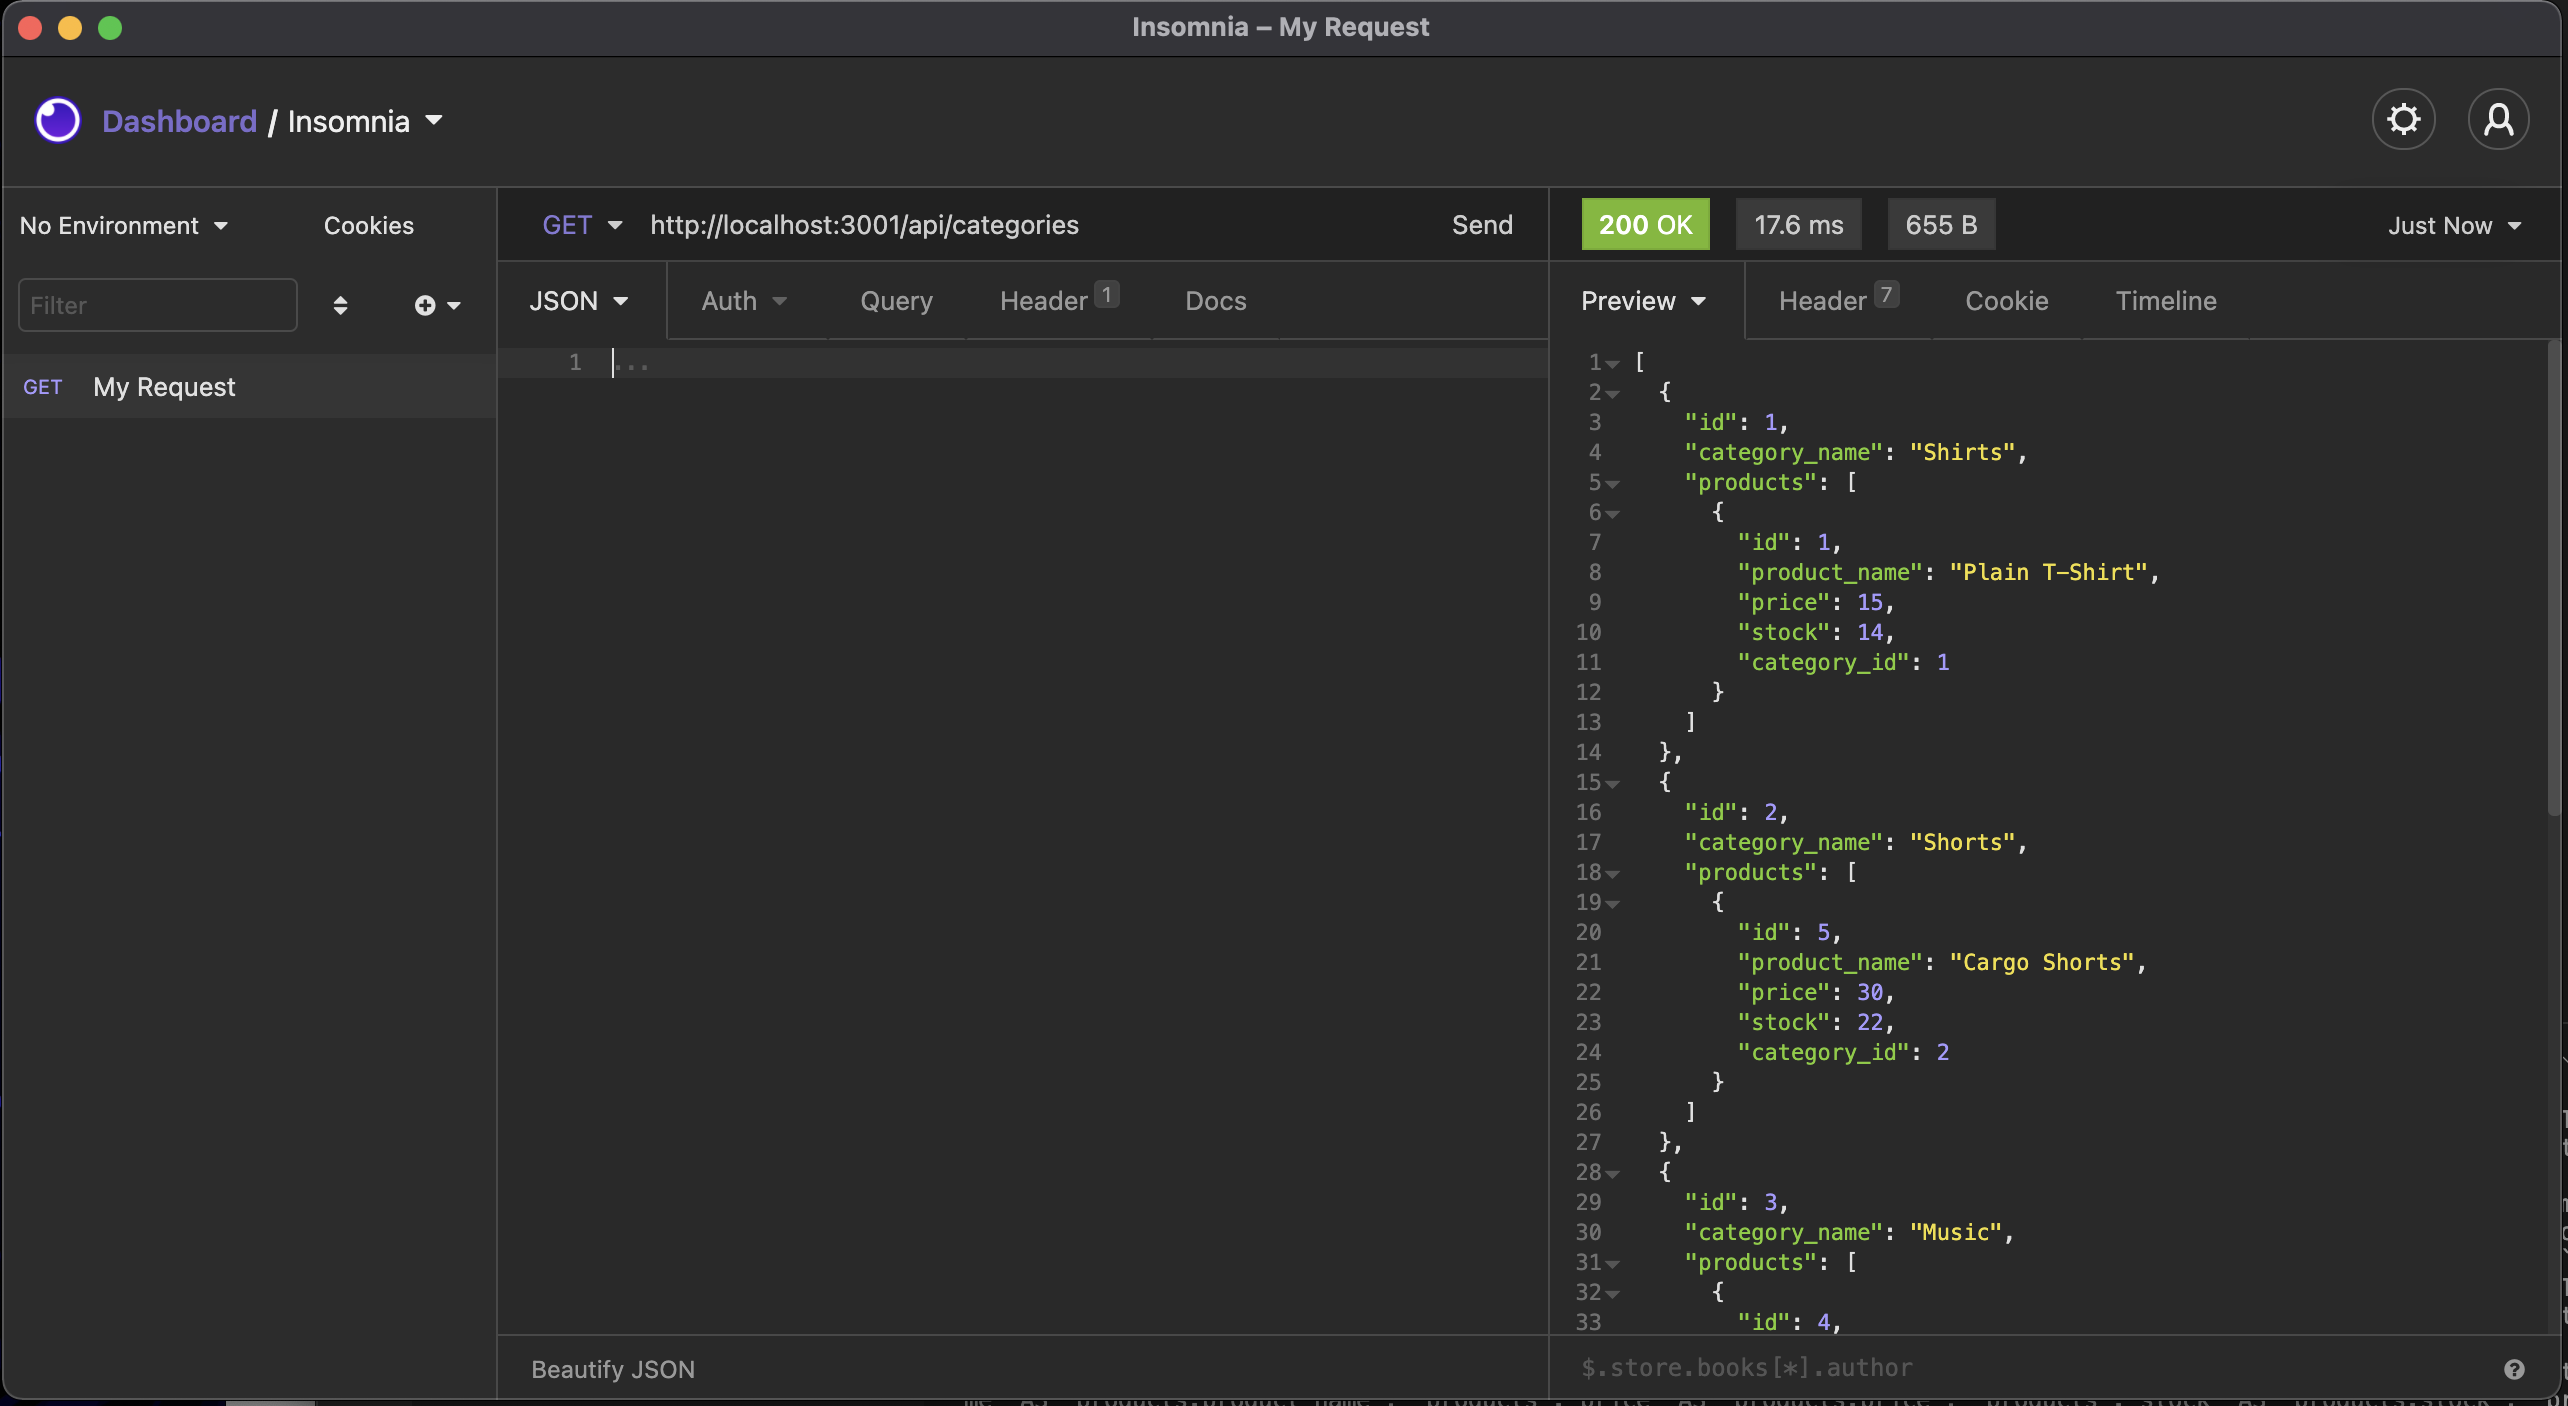 Insomnia – My Request
Dashboard / Insomnia
No Environment
Cookies
GET http://localhost:3001/api/categories Send
200 OK 17.6 ms 655 B Just Now
Filter
JSON Auth Query Header 1 Docs
Preview Header 7 Cookie Timeline
GET My Request
1 ...
1 [
2 {
3 "id": 1,
4 "category_name": "Shirts",
5 "products": [
6 {
7 "id": 1,
8 "product_name": "Plain T-Shirt",
9 "price": 15,
10 "stock": 14,
11 "category_id": 1
12 }
13 ]
14 },
15 {
16 "id": 2,
17 "category_name": "Shorts",
18 "products": [
19 {
20 "id": 5,
21 "product_name": "Cargo Shorts",
22 "price": 30,
23 "stock": 22,
24 "category_id": 2
25 }
26 ]
27 },
28 {
29 "id": 3,
30 "category_name": "Music",
31 "products": [
32 {
33 "id": 4,
Beautify JSON
$.store.books[*].author